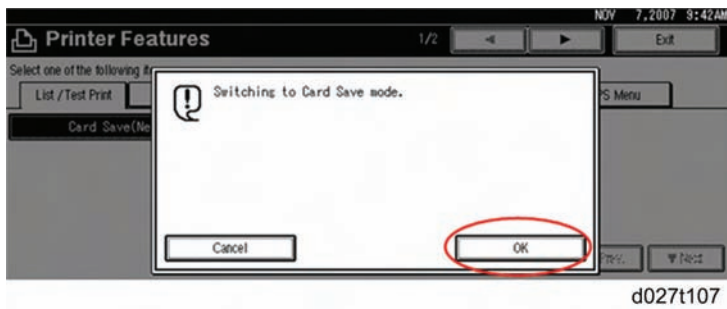 NOV 7.2007 9:42AM
Printer Features 1/2 Exit
Select one of the following
Switching to Card Save mode.
List /Test Print PS Menu
Card Save(Ne
Cancel OK
Prev. ▼ Next
d027t107